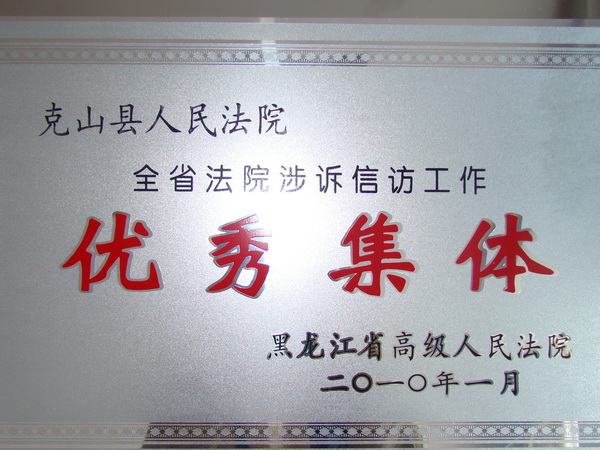 克山县人民法院
全省法院涉诉信访工作
优秀集体
黑龙江省高级人民法院
二〇一〇年一月